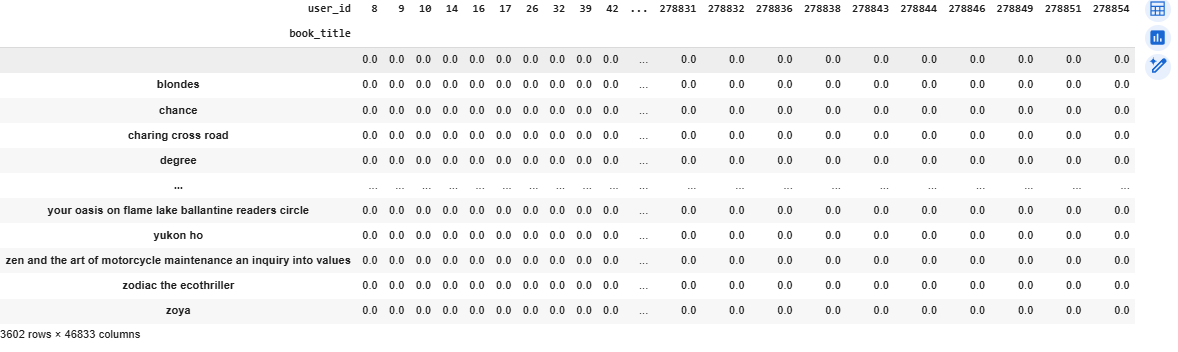 user_id 8 9 10 14 16 17 26 32 39 42 ... 278831 278832 278836 278838 278843 278844 278846 278849 278851 278854
book_title
0.0 0.0 0.0 0.0 0.0 0.0 0.0 0.0 0.0 0.0 ... 0.0 0.0 0.0 0.0 0.0 0.0 0.0 0.0 0.0 0.0
blondes 0.0 0.0 0.0 0.0 0.0 0.0 0.0 0.0 0.0 0.0 ... 0.0 0.0 0.0 0.0 0.0 0.0 0.0 0.0 0.0 0.0
chance 0.0 0.0 0.0 0.0 0.0 0.0 0.0 0.0 0.0 0.0 ... 0.0 0.0 0.0 0.0 0.0 0.0 0.0 0.0 0.0 0.0
charing cross road 0.0 0.0 0.0 0.0 0.0 0.0 0.0 0.0 0.0 0.0 ... 0.0 0.0 0.0 0.0 0.0 0.0 0.0 0.0 0.0 0.0
degree 0.0 0.0 0.0 0.0 0.0 0.0 0.0 0.0 0.0 0.0 ... 0.0 0.0 0.0 0.0 0.0 0.0 0.0 0.0 0.0 0.0
... ... ... ... ... ... ... ... ... ... ... ... ... ... ... ... ... ... ... ... ... ...
your oasis on flame lake ballantine readers circle 0.0 0.0 0.0 0.0 0.0 0.0 0.0 0.0 0.0 0.0 ... 0.0 0.0 0.0 0.0 0.0 0.0 0.0 0.0 0.0 0.0
yukon ho 0.0 0.0 0.0 0.0 0.0 0.0 0.0 0.0 0.0 0.0 ... 0.0 0.0 0.0 0.0 0.0 0.0 0.0 0.0 0.0 0.0
zen and the art of motorcycle maintenance an inquiry into values 0.0 0.0 0.0 0.0 0.0 0.0 0.0 0.0 0.0 0.0 ... 0.0 0.0 0.0 0.0 0.0 0.0 0.0 0.0 0.0 0.0
zodiac the ecothriller 0.0 0.0 0.0 0.0 0.0 0.0 0.0 0.0 0.0 0.0 ... 0.0 0.0 0.0 0.0 0.0 0.0 0.0 0.0 0.0 0.0
zoya 0.0 0.0 0.0 0.0 0.0 0.0 0.0 0.0 0.0 0.0 ... 0.0 0.0 0.0 0.0 0.0 0.0 0.0 0.0 0.0 0.0
3602 rows × 46833 columns